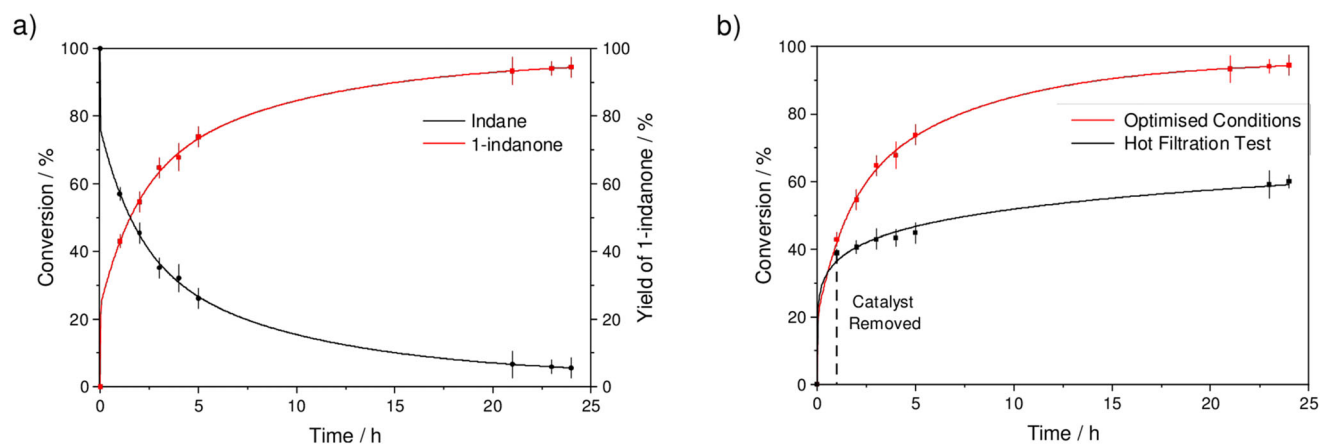 a)
100
80
60
40
20
0
Conversion / %
0
5
10
15
20
25
Time / h
100
80
60
40
20
0
Yield of 1-indanone / %
Indane
1-indanone
b)
100
80
60
40
20
0
Conversion / %
0
5
10
15
20
25
Time / h
Optimised Conditions
Hot Filtration Test
Catalyst
Removed